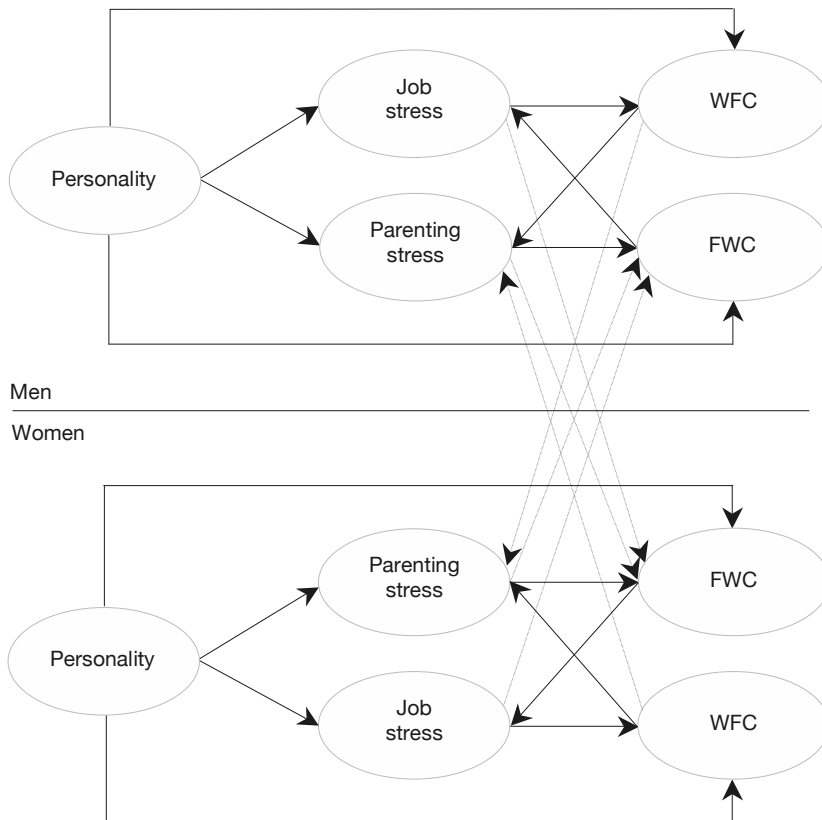 Job
stress
WFC
Personality
Parenting
stress
FWC
Men
Women
Parenting
stress
FWC
Personality
Job
stress
WFC